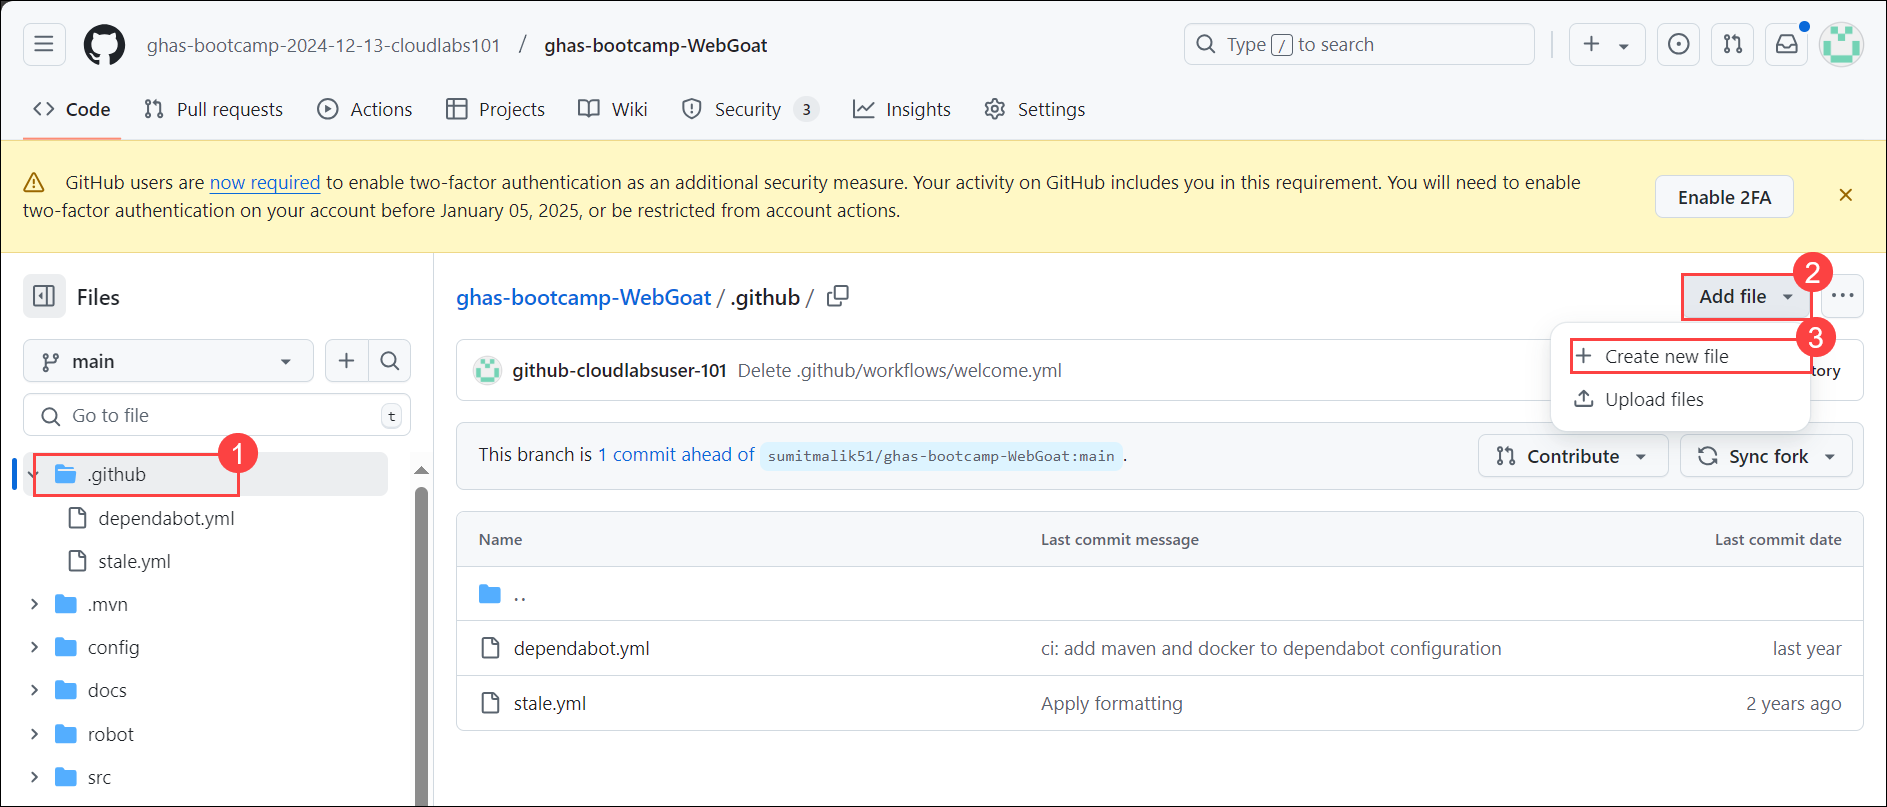 ghas-bootcamp-2024-12-13-cloudlabs101 / ghas-bootcamp-WebGoat
Type / to search
Code
Pull requests
Actions
Projects
Wiki
Security 3
Insights
Settings
GitHub users are now required to enable two-factor authentication as an additional security measure. Your activity on GitHub includes you in this requirement. You will need to enable
two-factor authentication on your account before January 05, 2025, or be restricted from account actions.
Enable 2FA
Files
main
Go to file
t
1
.github
dependabot.yml
stale.yml
.mvn
config
docs
robot
src
ghas-bootcamp-WebGoat / .github /
2
Add file
3
Create new file
Upload files
github-cloudlabsuser-101 Delete .github/workflows/welcome.yml
tory
This branch is 1 commit ahead of sumitmalik51/ghas-bootcamp-WebGoat:main .
Contribute
Sync fork
Name
Last commit message
Last commit date
..
dependabot.yml
ci: add maven and docker to dependabot configuration
last year
stale.yml
Apply formatting
2 years ago